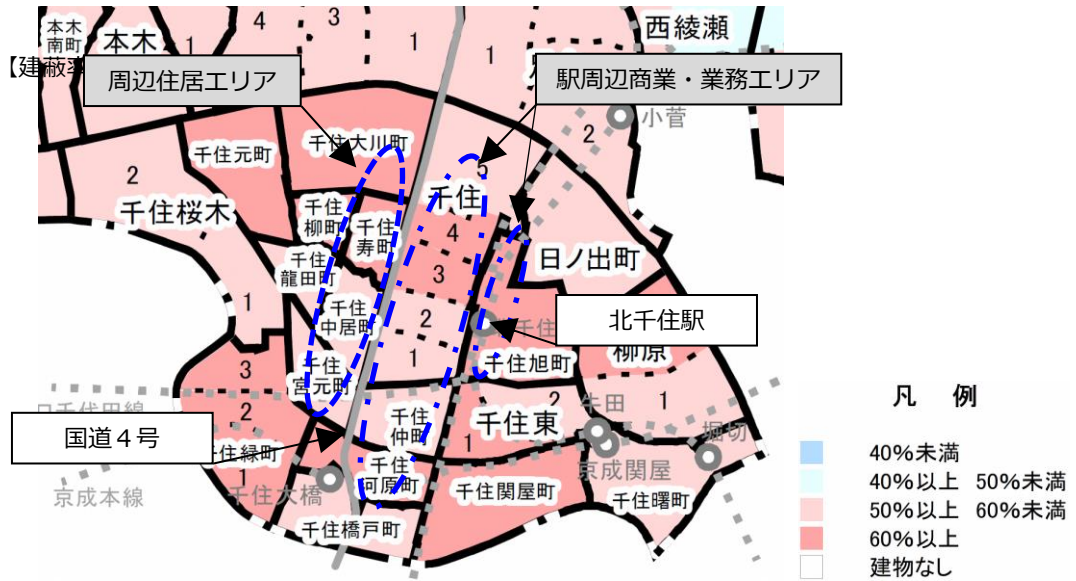 本木
南町
本木
1
4
3
1
1
西綾瀬
【建蔽率
周辺住居エリア
駅周辺商業・業務エリア
小菅
2
千住元町
千住大川町
5
千住
2
千住桜木
千住
柳町
千住
寿町
4
日ノ出町
千住
龍田町
3
1
千住
中居町
2
北千住駅
千住
1
千住旭町
柳原
3
千住
宮元町
2
国道4号
千住
仲町
千住東
2
牛田
1
堀切
1
千住緑町
1
京成本線
千住大橋
千住
河原町
京成関屋
千住関屋町
千住曙町
千住橋戸町
凡 例
40%未満
40%以上 50%未満
50%以上 60%未満
60%以上
建物なし